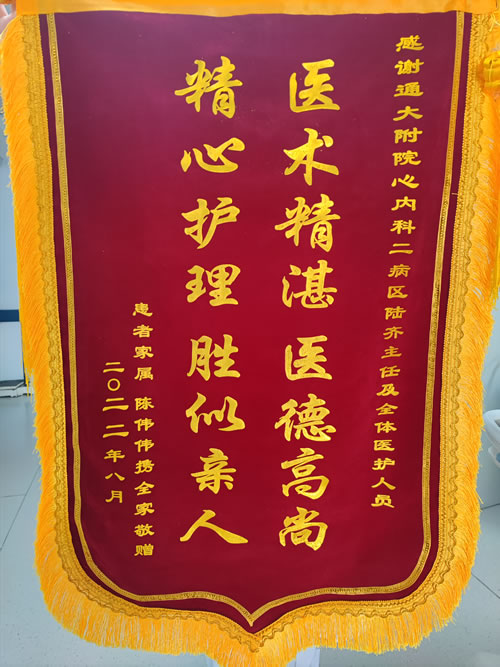 感谢通大附院心内科二病区陆齐主任及全体医护人员
医术精湛 医德高尚
精心护理 胜似亲人
患者家属 陈伟伟携全家敬赠
二〇二二年八月